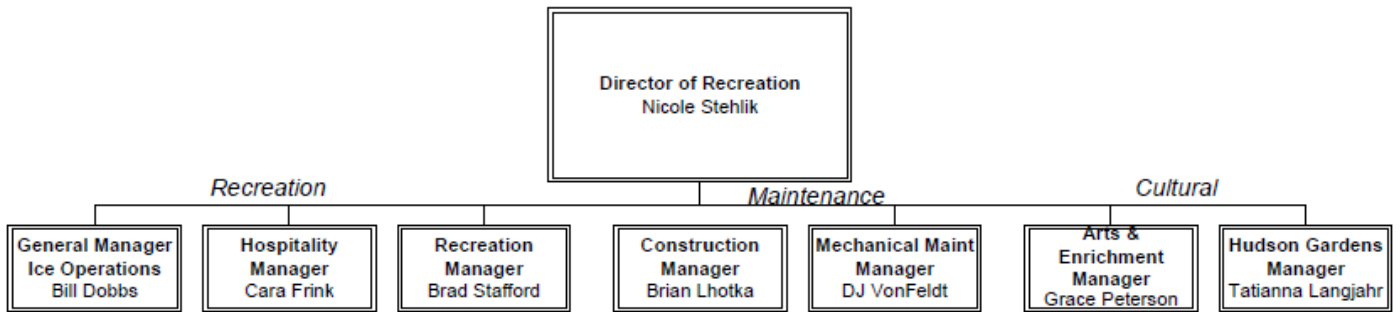 Director of Recreation
Nicole Stehlik
Recreation
Maintenance
Cultural
General Manager
Ice Operations
Bill Dobbs
Hospitality
Manager
Cara Frink
Recreation
Manager
Brad Stafford
Construction
Manager
Brian Lhotka
Mechanical Maint
Manager
DJ VonFeldt
Arts &
Enrichment
Manager
Grace Peterson
Hudson Gardens
Manager
Tatianna Langjahr